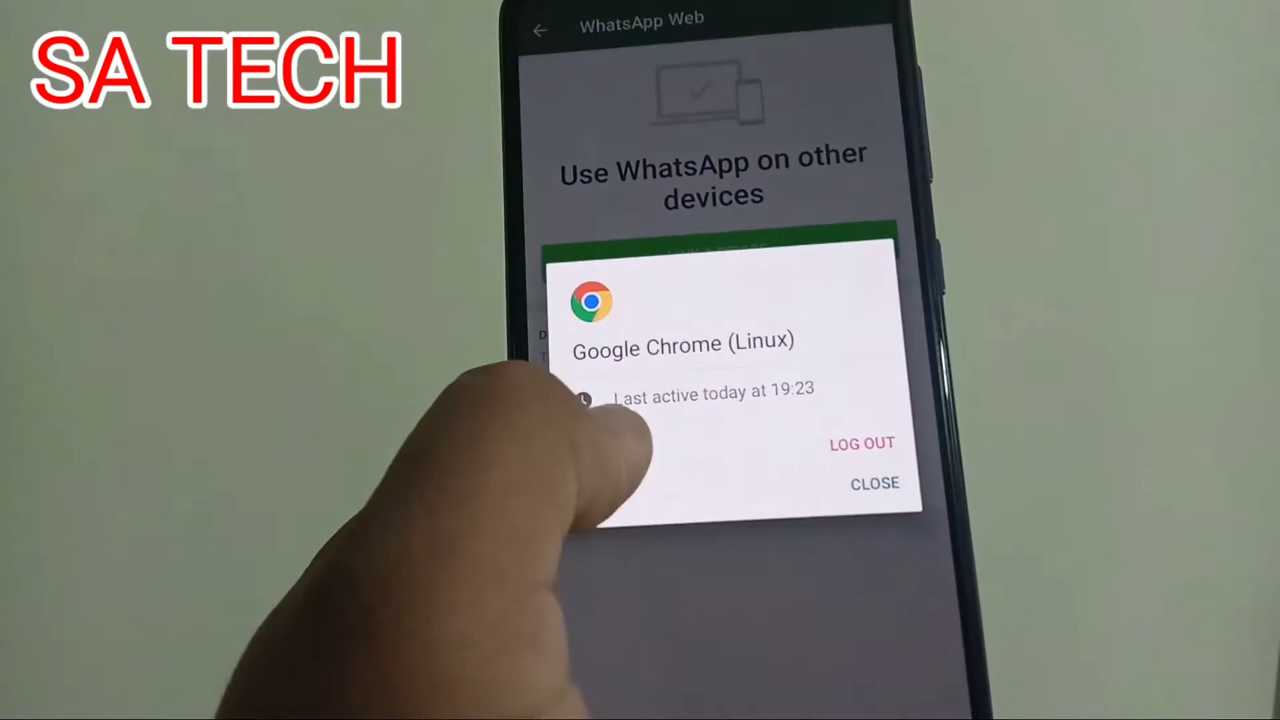 SA TECH
WhatsApp Web
Use WhatsApp on other
devices
Google Chrome (Linux)
Last active today at 19:23
LOG OUT
CLOSE